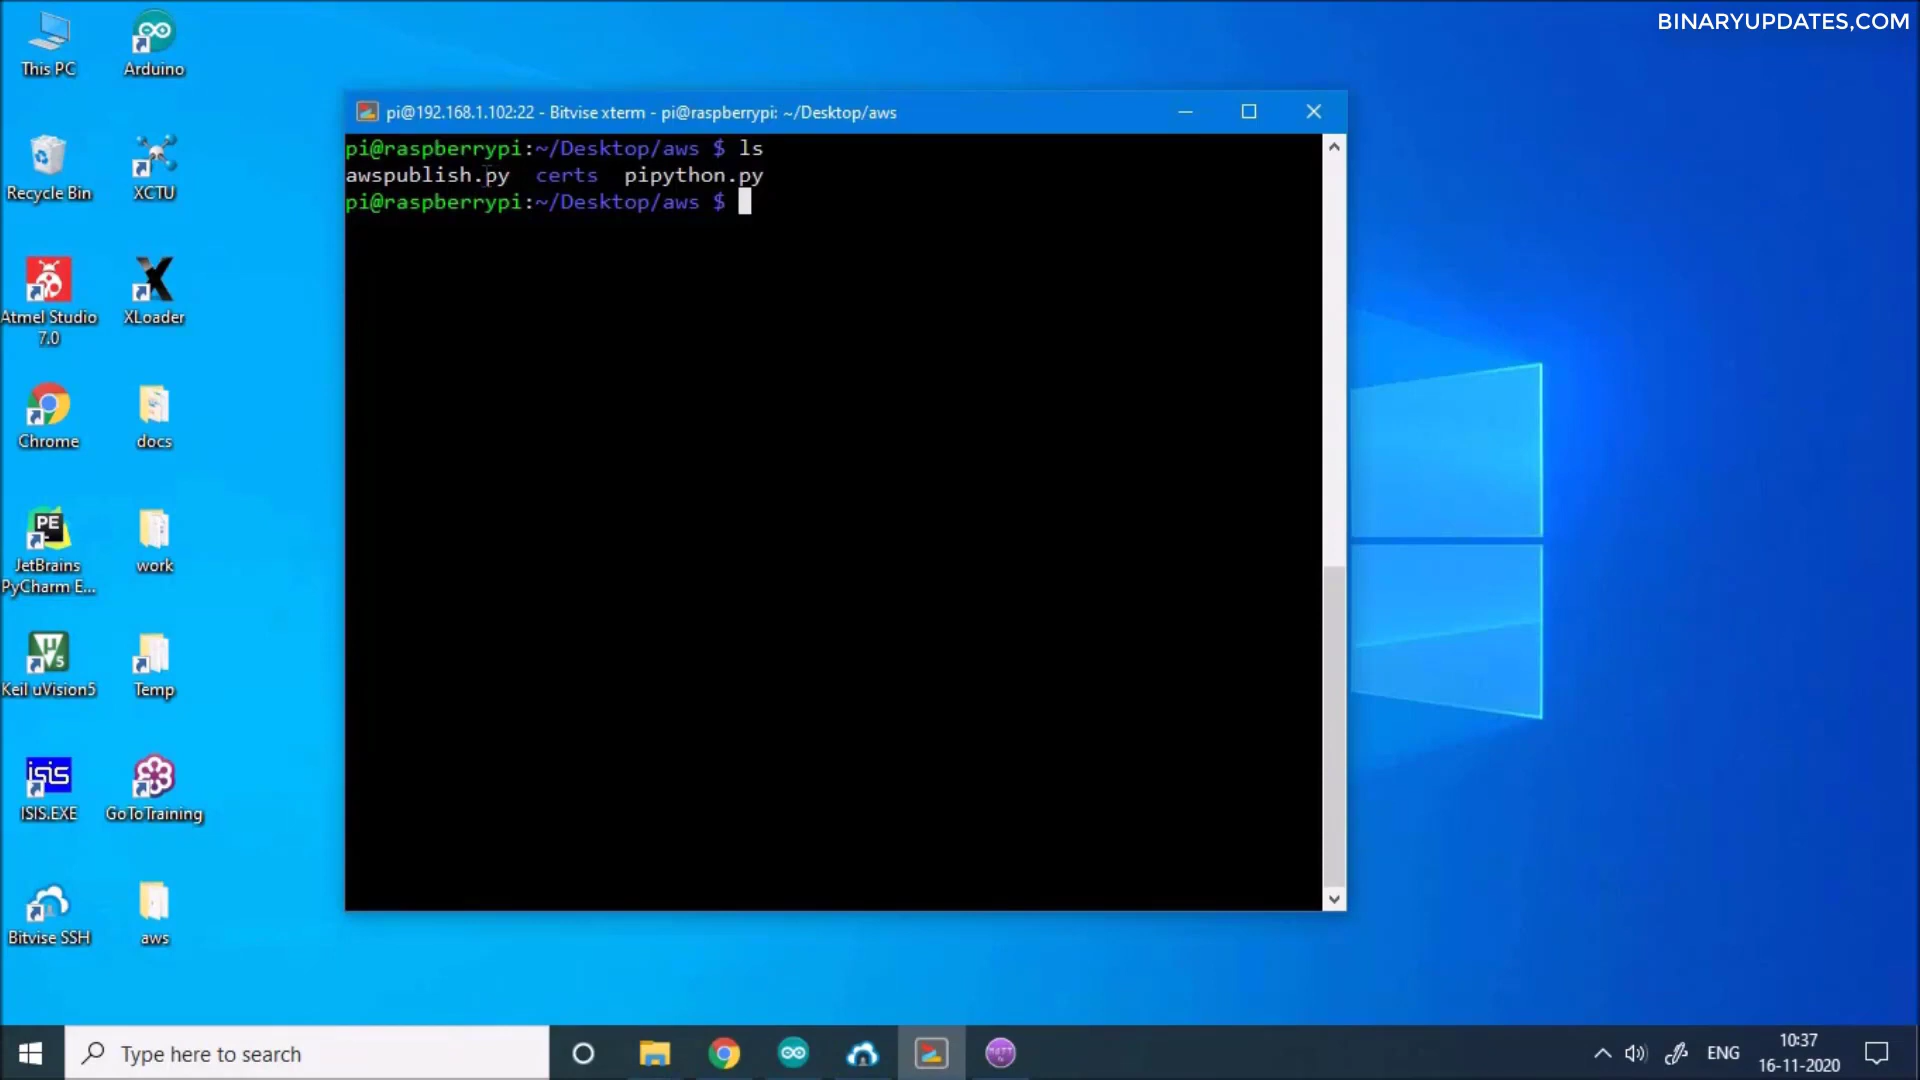 BINARYUPDATES.COM
This PC
Arduino
pi@192.168.1.102:22 - Bitvise xterm - pi@raspberrypi: ~/Desktop/aws
pi@raspberrypi:~/Desktop/aws $ ls
awspublish.py certs pipython.py
pi@raspberrypi:~/Desktop/aws $
Recycle Bin
XCTU
Atmel Studio
7.0
XLoader
Chrome
docs
PE
JetBrains
PyCharm E...
work
Keil uVision5
Temp
isis
ISIS.EXE
GoToTraining
Bitvise SSH
aws
Type here to search
ENG
10:37
16-11-2020